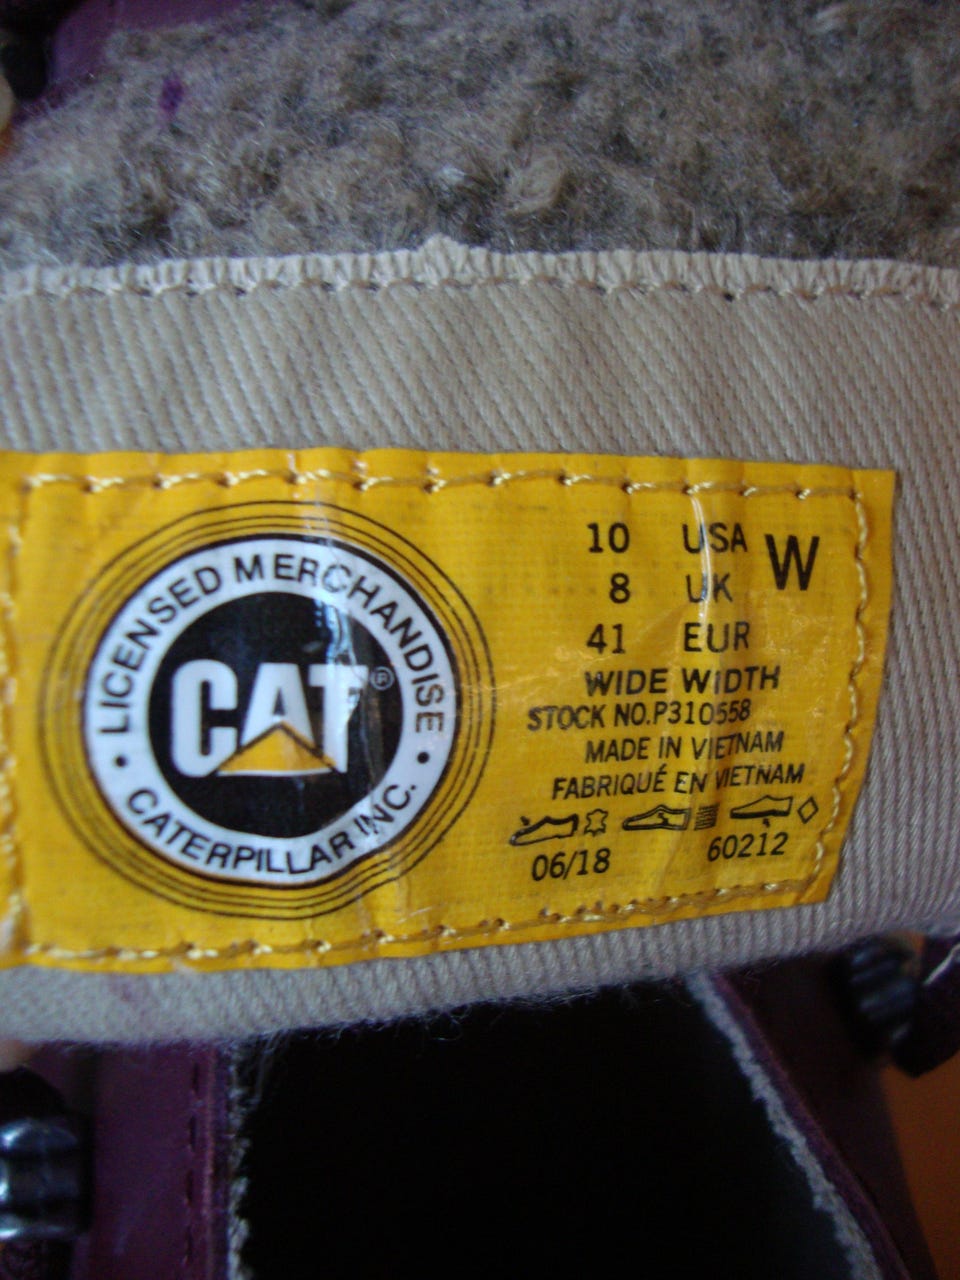 LICENSED MERCHANDISE
CAT®
CATERPILLAR INC.
10 USA W
8 UK
41 EUR
WIDE WIDTH
STOCK NO.P310558
MADE IN VIETNAM
FABRIQUÉ EN VIETNAM
06/18 60212